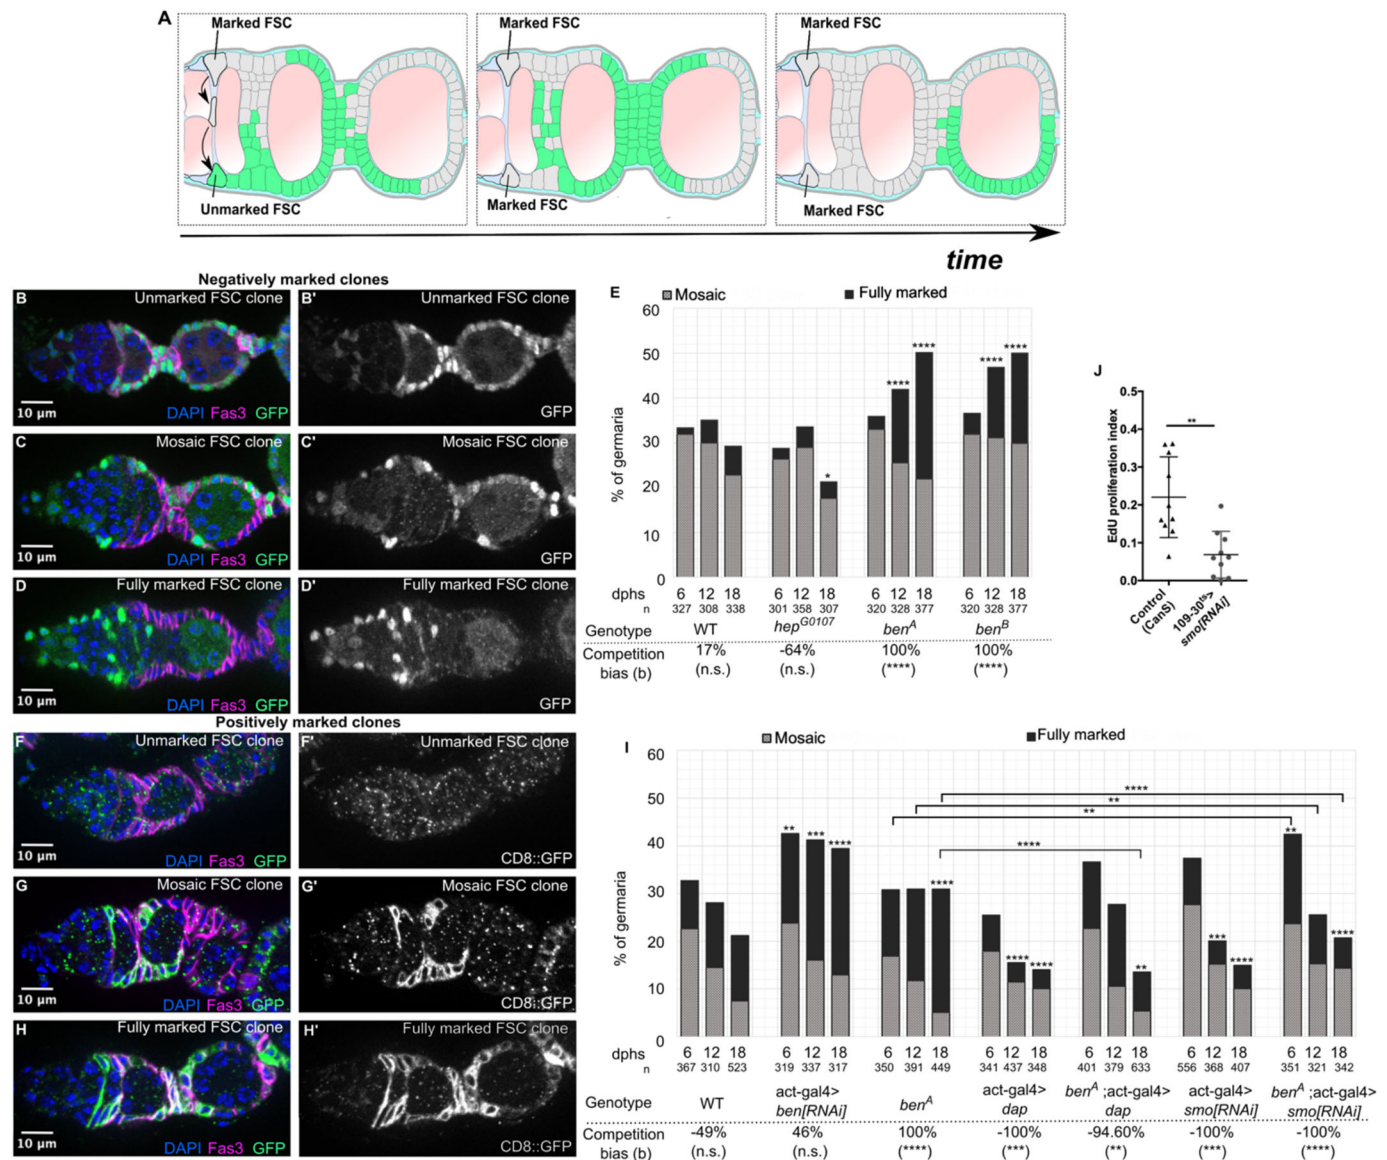 A
Marked FSC
Unmarked FSC
Marked FSC
Marked FSC
Marked FSC
Marked FSC
time
Negatively marked clones
B Unmarked FSC clone
10 µm
DAPI Fas3 GFP
B' Unmarked FSC clone
GFP
C Mosaic FSC clone
10 µm
DAPI Fas3 GFP
C' Mosaic FSC clone
GFP
D Fully marked FSC clone
10 µm
DAPI Fas3 GFP
D' Fully marked FSC clone
GFP
E
Mosaic Fully marked
% of germaria
60
50
40
30
20
10
0
**** **** * **** ****
dphs 6 12 18 6 12 18 6 12 18 6 12 18
n 327 308 338 301 358 307 320 328 377 320 328 377
Genotype WT hepG0107 benA benB
Competition 17% -64% 100% 100%
bias (b) (n.s.) (n.s.) (****) (****)
J
EdU proliferation index
0.5
0.4
0.3
0.2
0.1
0.0
**
Control
(CanS)
109-30ts>
smo[RNAi]
Positively marked clones
F Unmarked FSC clone
10 µm
DAPI Fas3 GFP
F' Unmarked FSC clone
CD8::GFP
G Mosaic FSC clone
10 µm
DAPI Fas3 GFP
G' Mosaic FSC clone
CD8::GFP
H Fully marked FSC clone
10 µm
DAPI Fas3 GFP
H' Fully marked FSC clone
CD8::GFP
I
Mosaic Fully marked
% of germaria
60
50
40
30
20
10
0
****
**
**
****
** *** **** **** **** **** ** *** **** ** ****
dphs 6 12 18 6 12 18 6 12 18 6 12 18 6 12 18 6 12 18 6 12 18
n 367 310 523 319 337 317 350 391 449 341 437 348 401 379 633 556 368 407 351 321 342
act-gal4> act-gal4> benA ;act-gal4> act-gal4> benA ;act-gal4>
Genotype WT ben[RNAi] benA dap dap smo[RNAi] smo[RNAi]
Competition -49% 46% 100% -100% -94.60% -100% -100%
bias (b) (n.s.) (n.s.) (****) (***) (**) (***) (****)